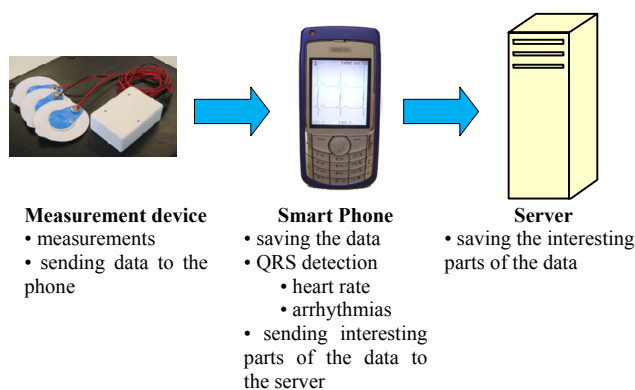 Measurement device
• measurements
• sending data to the
phone
Smart Phone
• saving the data
• QRS detection
• heart rate
• arrhythmias
• sending interesting
parts of the data to
the server
Server
• saving the interesting
parts of the data